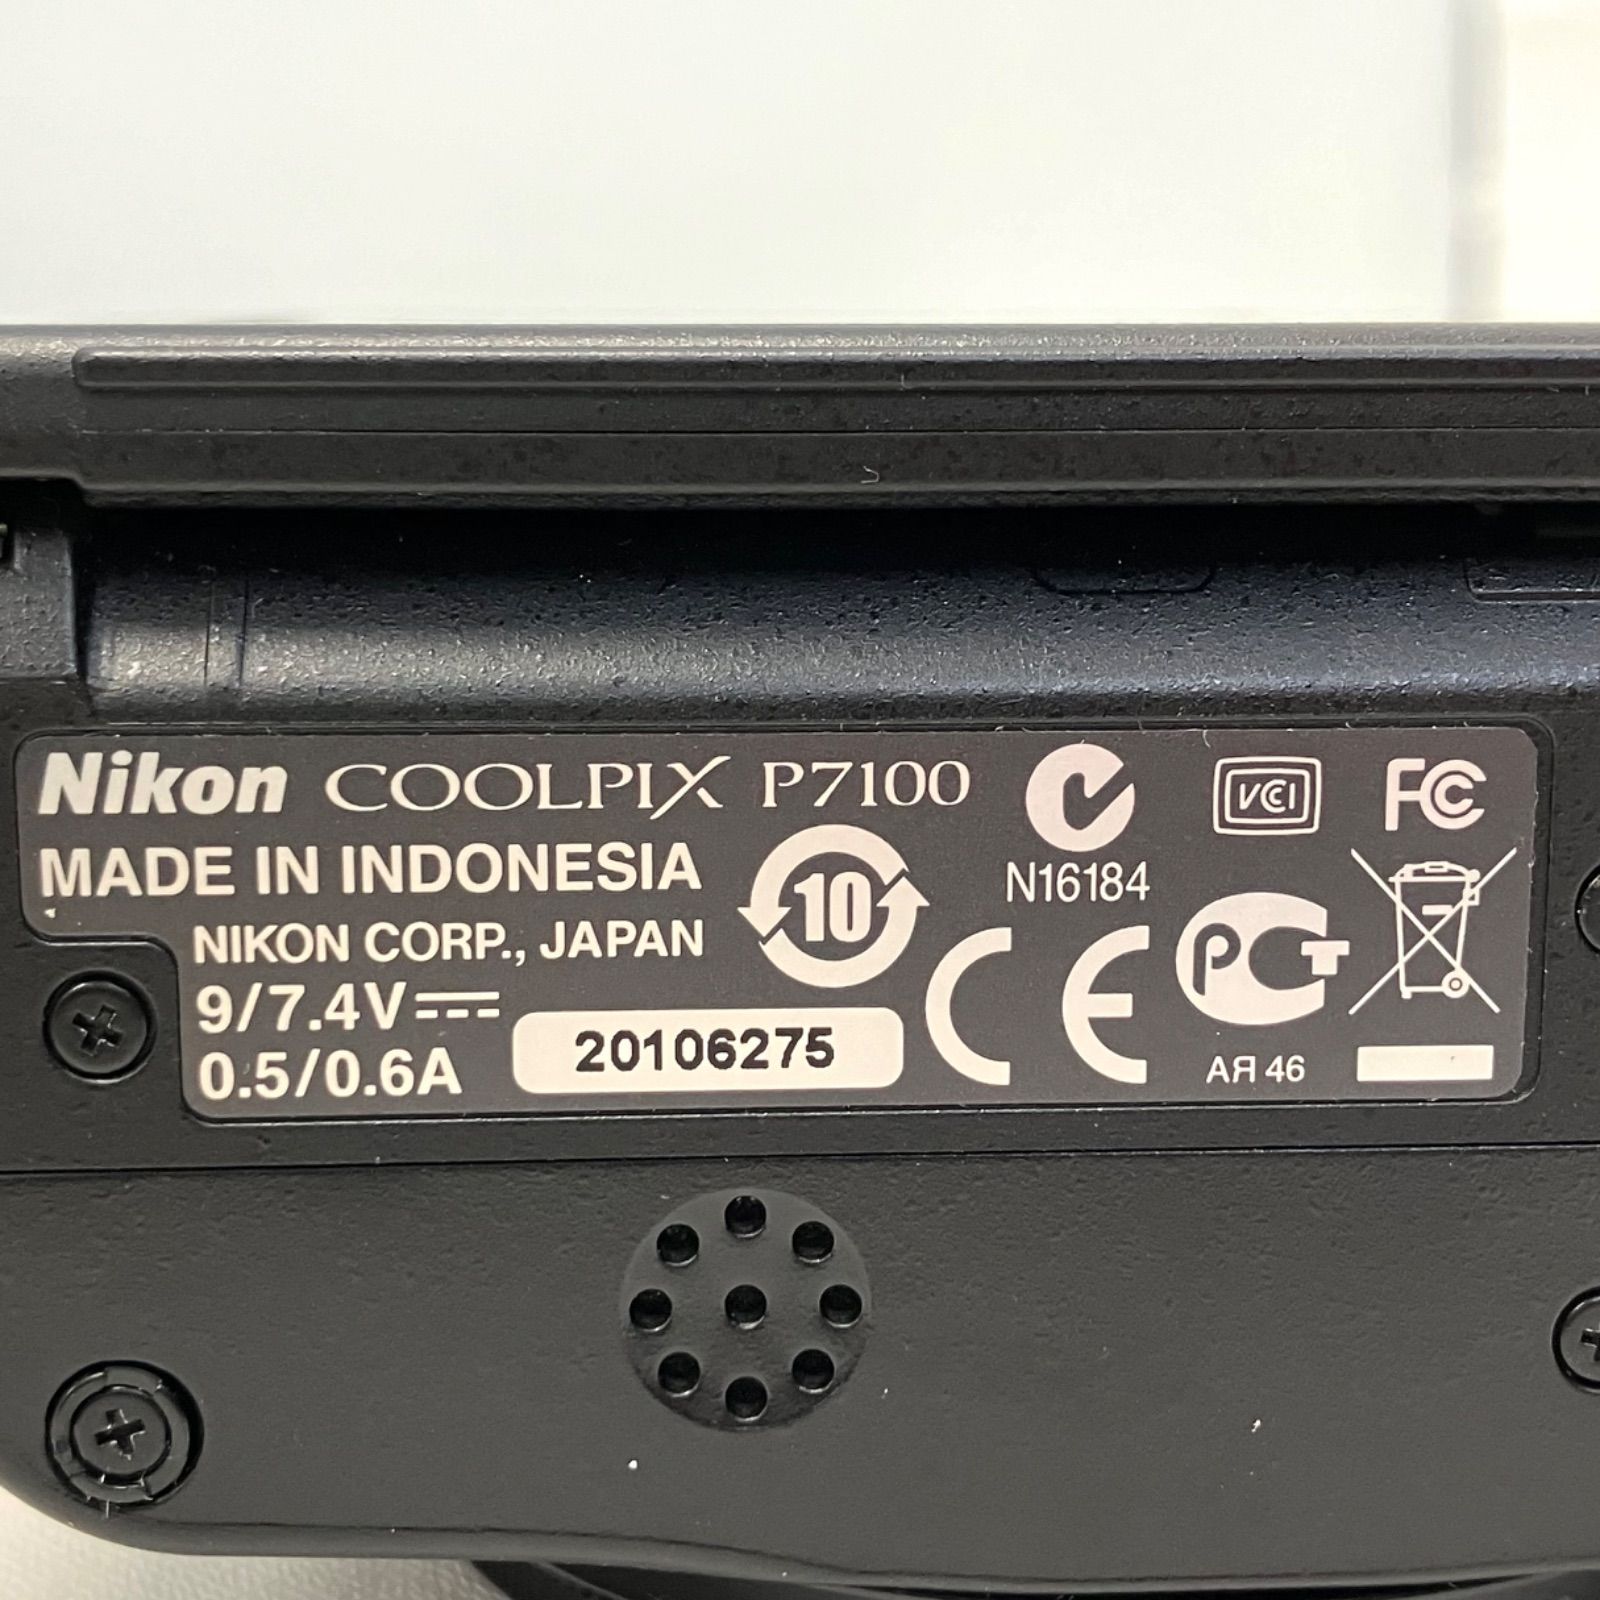 Nikon COOLPIX P7100
MADE IN INDONESIA
NIKON CORP., JAPAN
9/7.4V
0.5/0.6A
20106275
10
N16184
VCI
FC
CE
PCT
АЯ 46